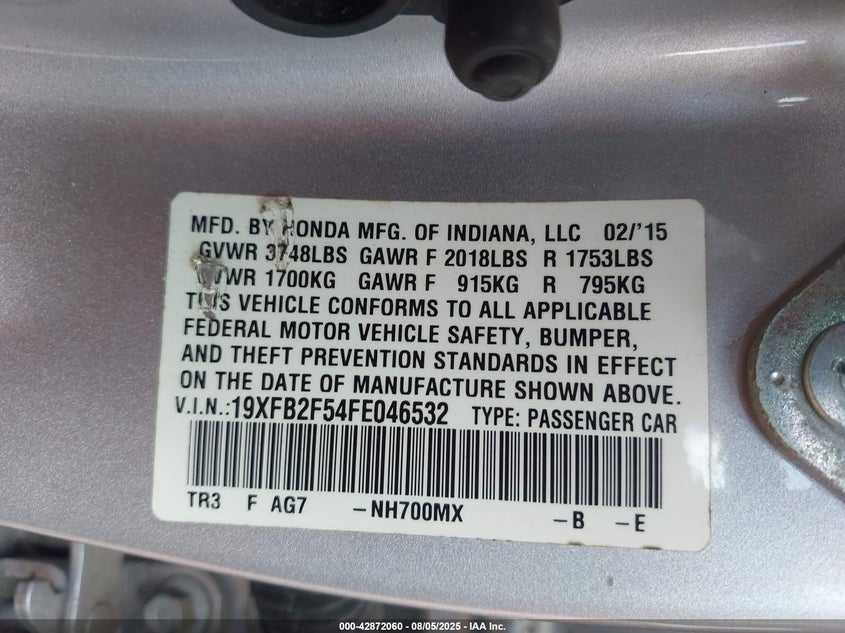 MFD. BY HONDA MFG. OF INDIANA, LLC 02/'15
GVWR 3748LBS GAWR F 2018LBS R 1753LBS
GVWR 1700KG GAWR F 915KG R 795KG
THIS VEHICLE CONFORMS TO ALL APPLICABLE
FEDERAL MOTOR VEHICLE SAFETY, BUMPER,
AND THEFT PREVENTION STANDARDS IN EFFECT
ON THE DATE OF MANUFACTURE SHOWN ABOVE.
V.I.N.:19XFB2F54FE046532 TYPE: PASSENGER CAR
TR3 F AG7 -NH700MX -B -E
000-42872060 - 08/05/2025 - IAA Inc.